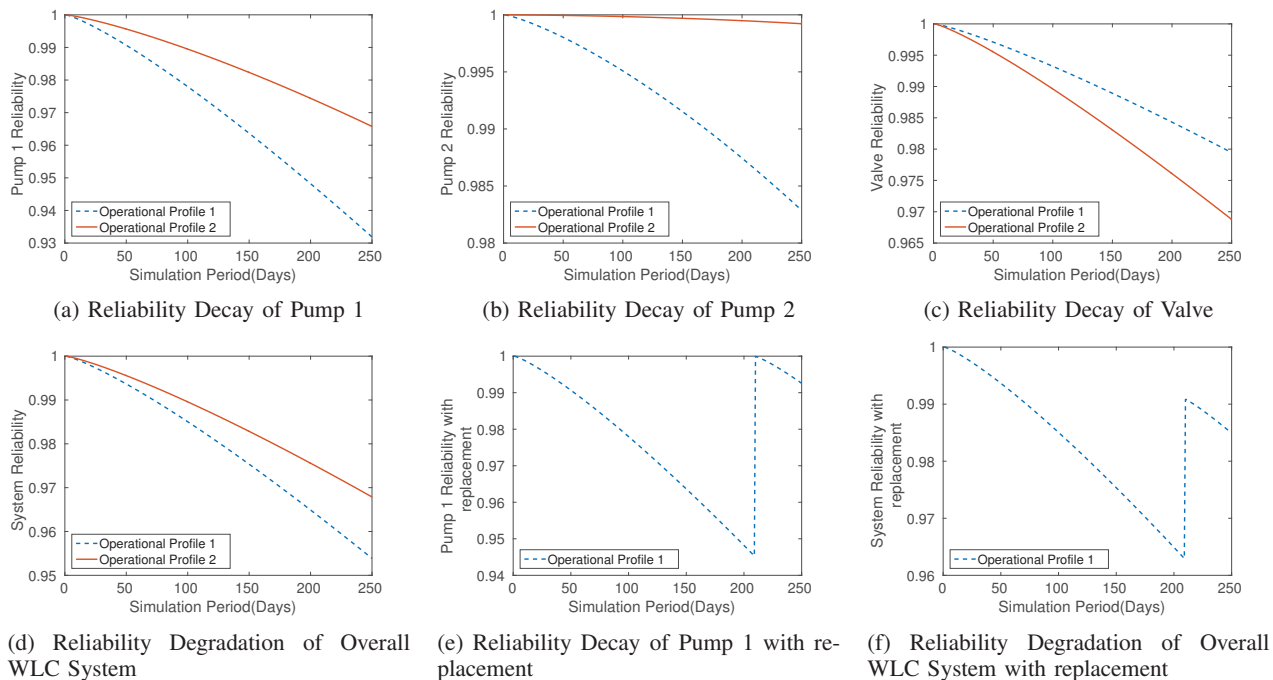 1
0.99
0.98
0.97
0.96
0.95
0.94
0.93
Pump 1 Reliability
Operational Profile 1
Operational Profile 2
0 50 100 150 200 250
Simulation Period(Days)
(a) Reliability Decay of Pump 1
1
0.995
0.99
0.985
0.98
Pump 2 Reliability
Operational Profile 1
Operational Profile 2
0 50 100 150 200 250
Simulation Period(Days)
(b) Reliability Decay of Pump 2
1
0.995
0.99
0.985
0.98
0.975
0.97
0.965
Valve Reliability
Operational Profile 1
Operational Profile 2
0 50 100 150 200 250
Simulation Period(Days)
(c) Reliability Decay of Valve
1
0.99
0.98
0.97
0.96
0.95
System Reliability
Operational Profile 1
Operational Profile 2
0 50 100 150 200 250
Simulation Period(Days)
(d) Reliability Degradation of Overall
WLC System
1
0.99
0.98
0.97
0.96
0.95
0.94
Pump 1 Reliability with
replacement
Operational Profile 1
0 50 100 150 200 250
Simulation Period(Days)
(e) Reliability Decay of Pump 1 with re-
placement
1
0.99
0.98
0.97
0.96
System Reliability with
replacement
Operational Profile 1
0 50 100 150 200 250
Simulation Period(Days)
(f) Reliability Degradation of Overall
WLC System with replacement